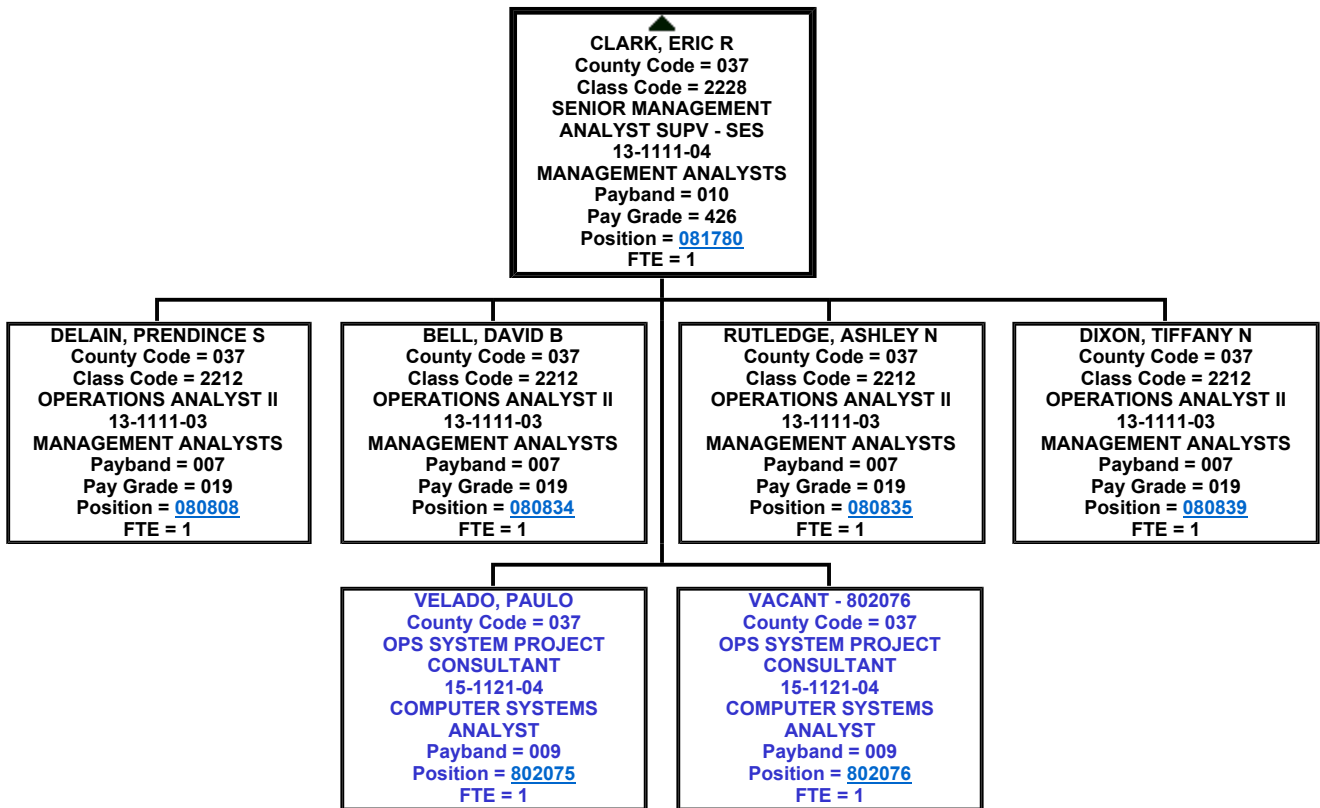 CLARK, ERIC R
County Code = 037
Class Code = 2228
SENIOR MANAGEMENT
ANALYST SUPV - SES
13-1111-04
MANAGEMENT ANALYSTS
Payband = 010
Pay Grade = 426
Position = 081780
FTE = 1
DELAIN, PRENDINCE S
County Code = 037
Class Code = 2212
OPERATIONS ANALYST II
13-1111-03
MANAGEMENT ANALYSTS
Payband = 007
Pay Grade = 019
Position = 080808
FTE = 1
BELL, DAVID B
County Code = 037
Class Code = 2212
OPERATIONS ANALYST II
13-1111-03
MANAGEMENT ANALYSTS
Payband = 007
Pay Grade = 019
Position = 080834
FTE = 1
RUTLEDGE, ASHLEY N
County Code = 037
Class Code = 2212
OPERATIONS ANALYST II
13-1111-03
MANAGEMENT ANALYSTS
Payband = 007
Pay Grade = 019
Position = 080835
FTE = 1
DIXON, TIFFANY N
County Code = 037
Class Code = 2212
OPERATIONS ANALYST II
13-1111-03
MANAGEMENT ANALYSTS
Payband = 007
Pay Grade = 019
Position = 080839
FTE = 1
VELADO, PAULO
County Code = 037
OPS SYSTEM PROJECT
CONSULTANT
15-1121-04
COMPUTER SYSTEMS
ANALYST
Payband = 009
Position = 802075
FTE = 1
VACANT - 802076
County Code = 037
OPS SYSTEM PROJECT
CONSULTANT
15-1121-04
COMPUTER SYSTEMS
ANALYST
Payband = 009
Position = 802076
FTE = 1